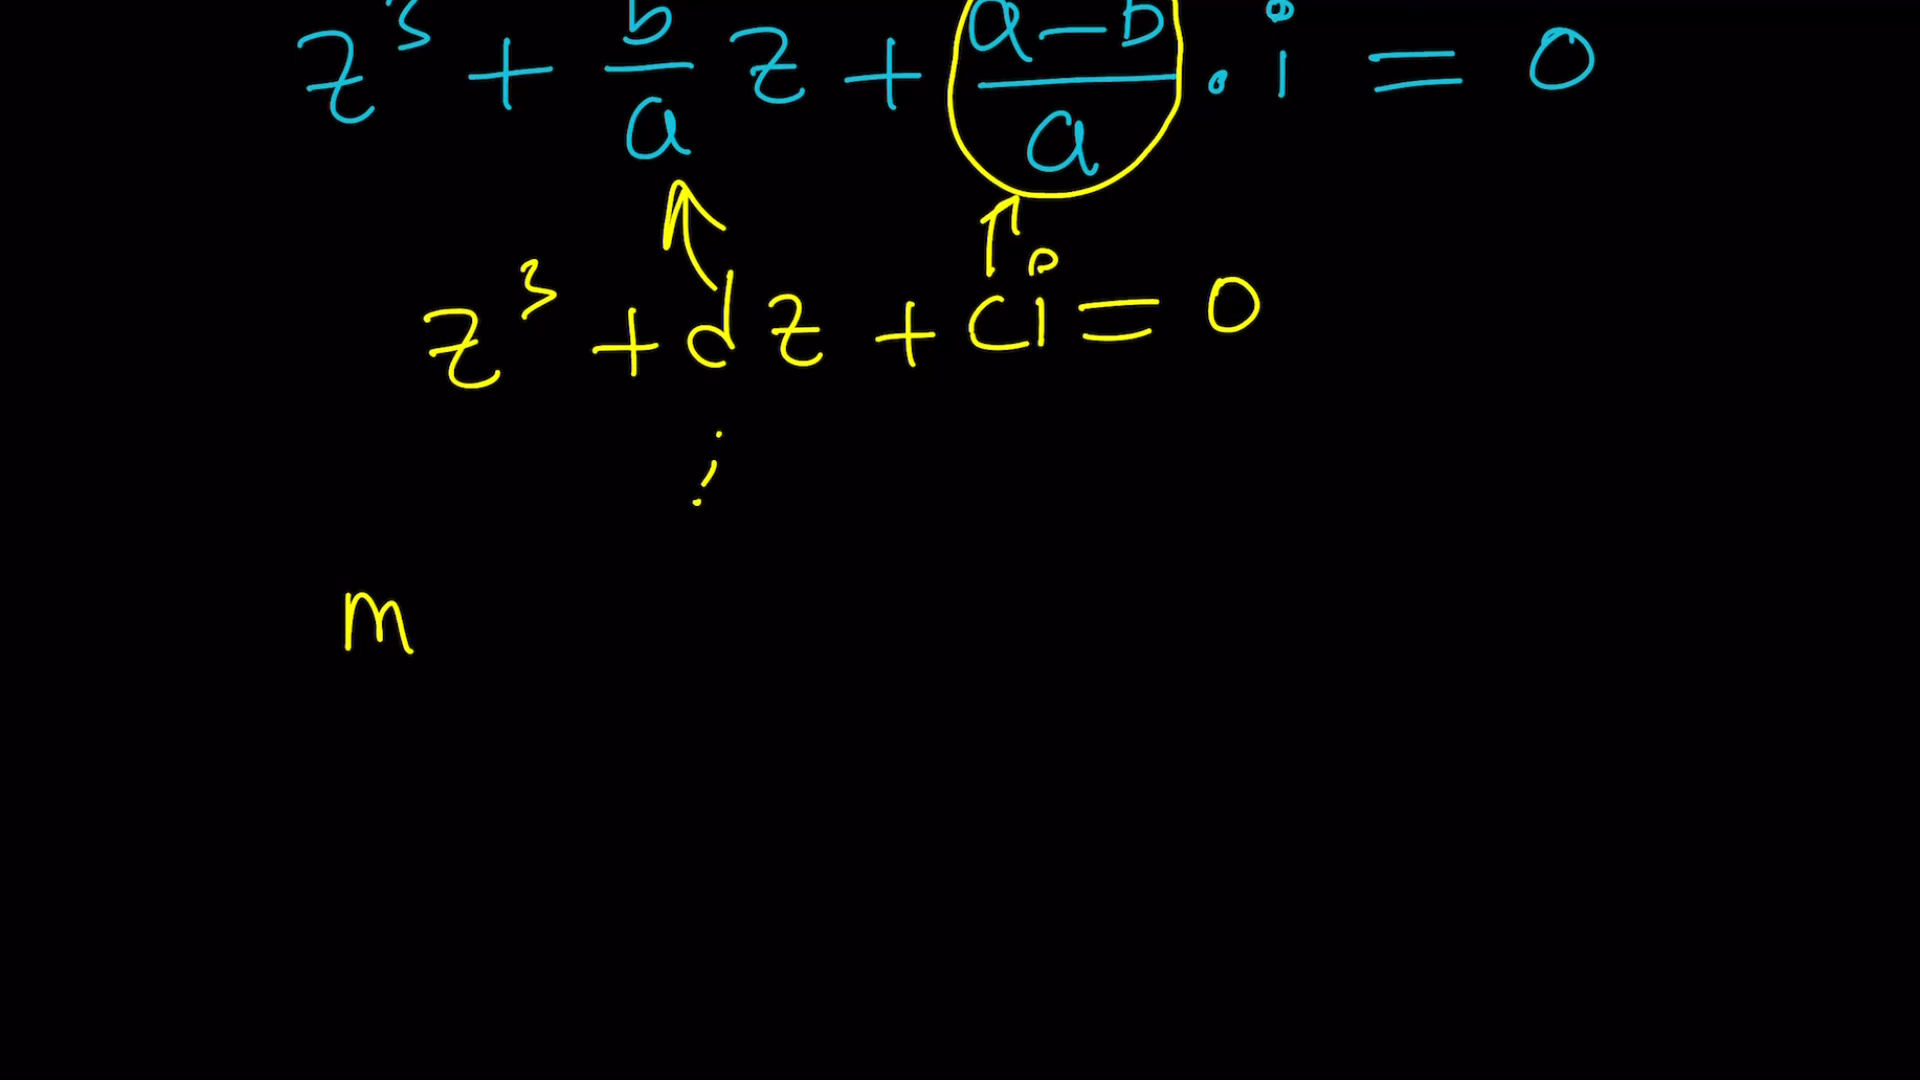 z³ + b/a z + a-b/a · i = 0
z³ + dz + ci = 0
m